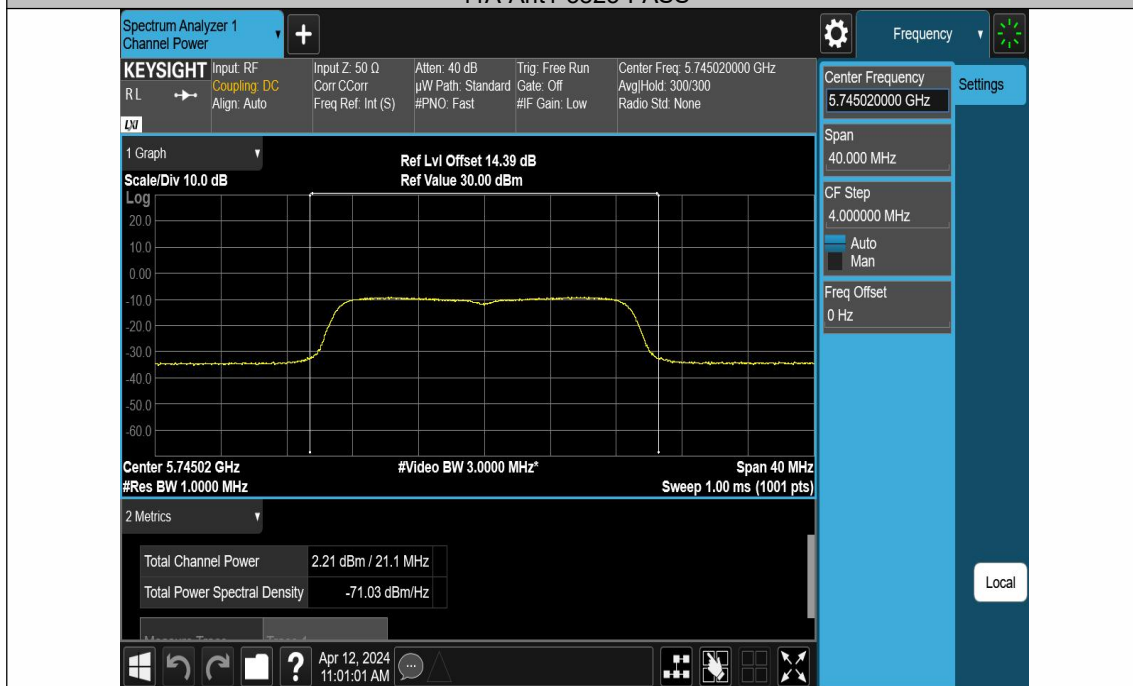 Spectrum Analyzer 1
Channel Power
Frequency
KEYSIGHT
Input: RF
Coupling: DC
Align: Auto
Input Z: 50 Ω
Corr CCorr
Freq Ref: Int (S)
Atten: 40 dB
µW Path: Standard
#PNO: Fast
Trig: Free Run
Gate: Off
#IF Gain: Low
Center Freq: 5.745020000 GHz
Avg|Hold: 300/300
Radio Std: None
R L
LXI
Center Frequency
5.745020000 GHz
Settings
Span
40.000 MHz
CF Step
4.000000 MHz
Auto
Man
Freq Offset
0 Hz
1 Graph
Scale/Div 10.0 dB
Ref Lvl Offset 14.39 dB
Ref Value 30.00 dBm
Log
20.0
10.0
0.00
-10.0
-20.0
-30.0
-40.0
-50.0
-60.0
Center 5.74502 GHz
#Video BW 3.0000 MHz*
Span 40 MHz
#Res BW 1.0000 MHz
Sweep 1.00 ms (1001 pts)
2 Metrics
Total Channel Power 2.21 dBm / 21.1 MHz
Total Power Spectral Density -71.03 dBm/Hz
Local
?
Apr 12, 2024
11:01:01 AM